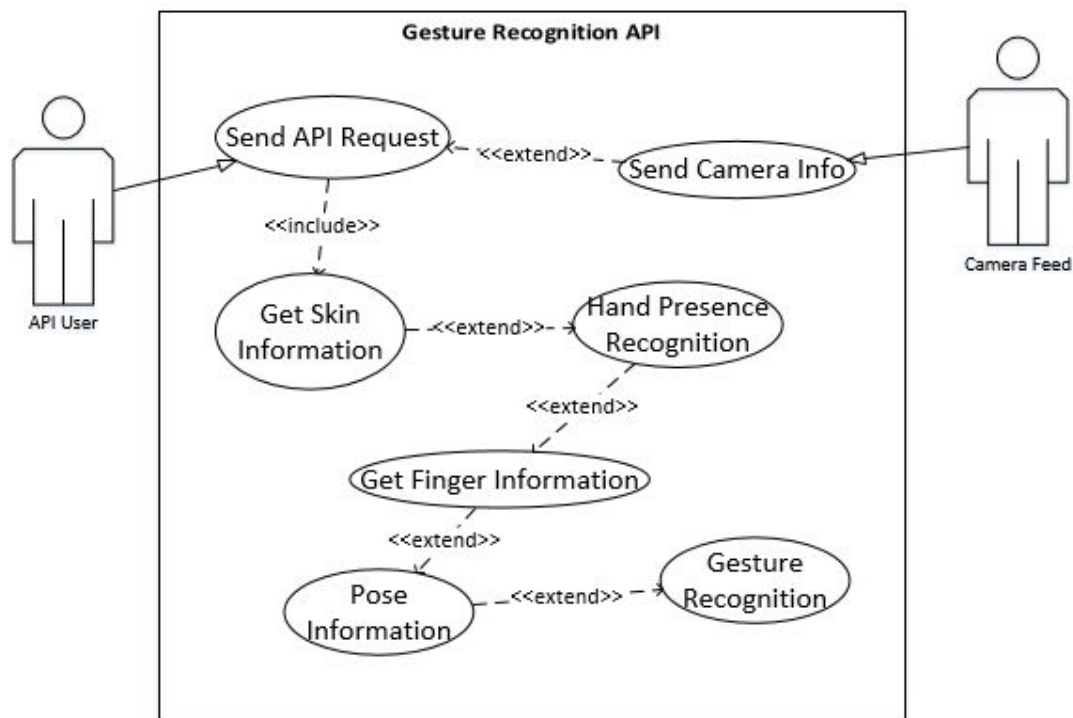 Gesture Recognition API
Send API Request
<<extend>>
Send Camera Info
<<include>>
API User
Camera Feed
Get Skin
Information
<<extend>>
Hand Presence
Recognition
<<extend>>
Get Finger Information
<<extend>>
Pose
Information
<<extend>>
Gesture
Recognition